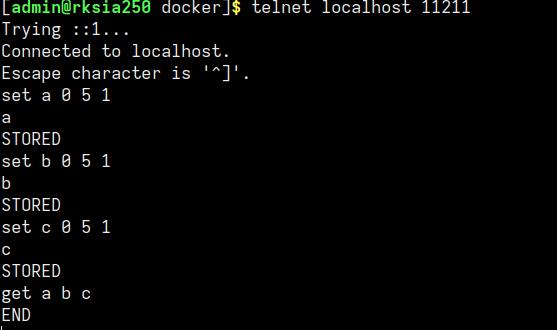 [admin@rksia250 docker]$ telnet localhost 11211
Trying ::1...
Connected to localhost.
Escape character is '^]'.
set a 0 5 1
a
STORED
set b 0 5 1
b
STORED
set c 0 5 1
c
STORED
get a b c
END